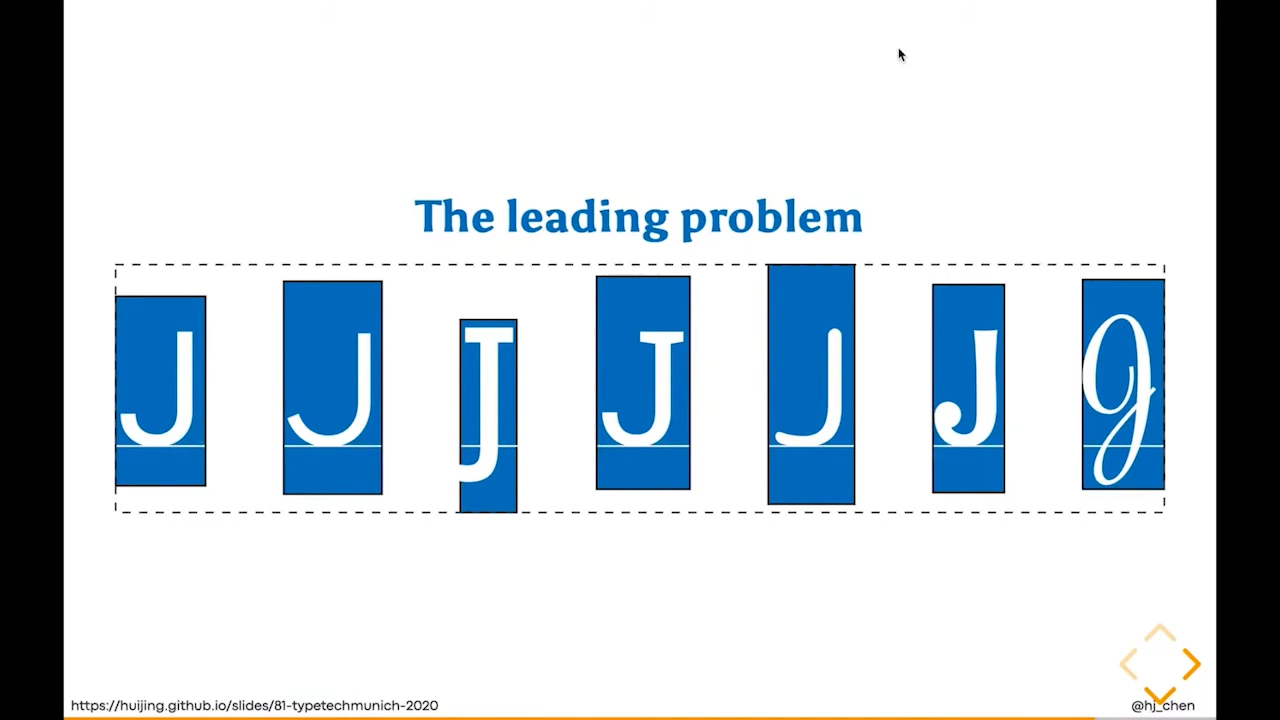 The leading problem
J J J J J J J
https://huijing.github.io/slides/81-typetechmunich-2020
@hj_chen